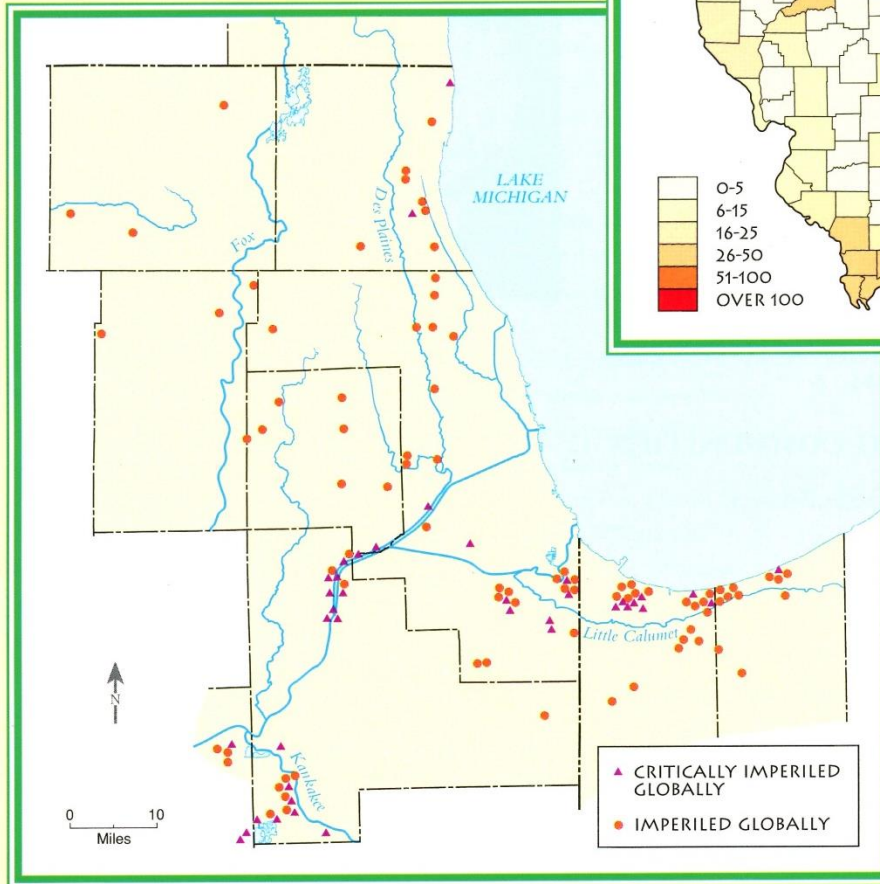 LAKE
MICHIGAN
Des Plaines
Fox
0-5
6-15
16-25
26-50
51-100
OVER 100
Little Calumet
N
Kankakee
0 10
Miles
CRITICALLY IMPERILED
GLOBALLY
IMPERILED GLOBALLY